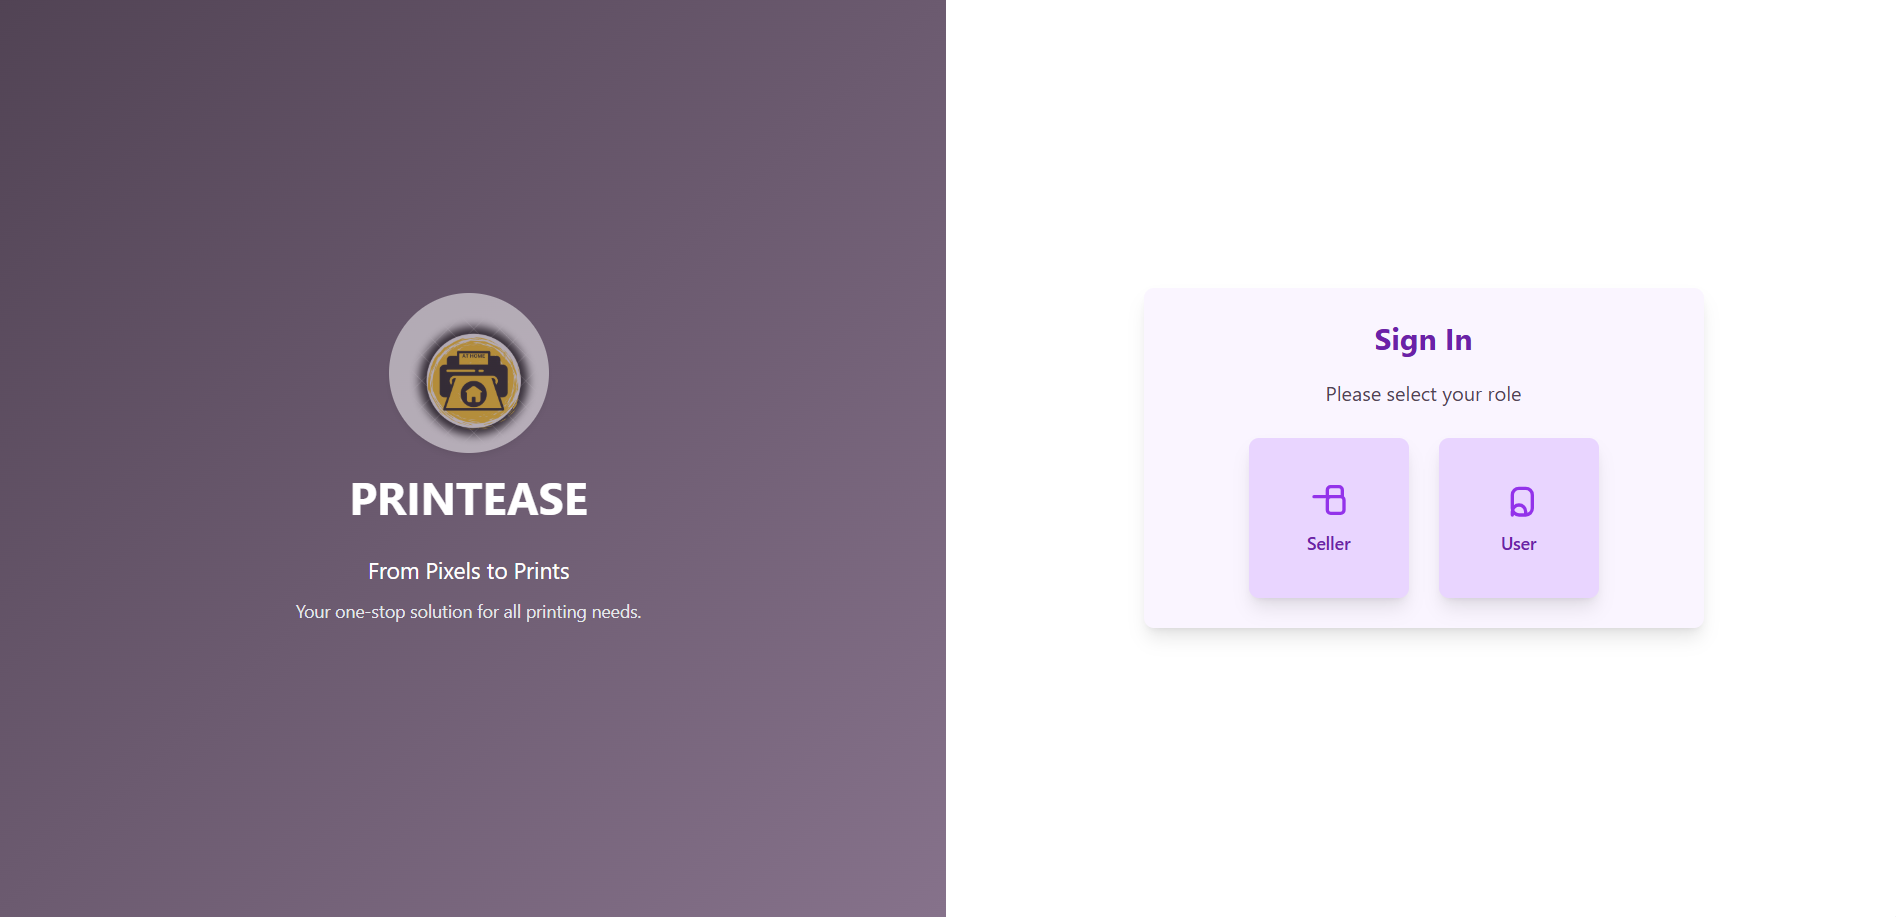 AT HOME
PRINTEASE
From Pixels to Prints
Your one-stop solution for all printing needs.
Sign In
Please select your role
Seller
User